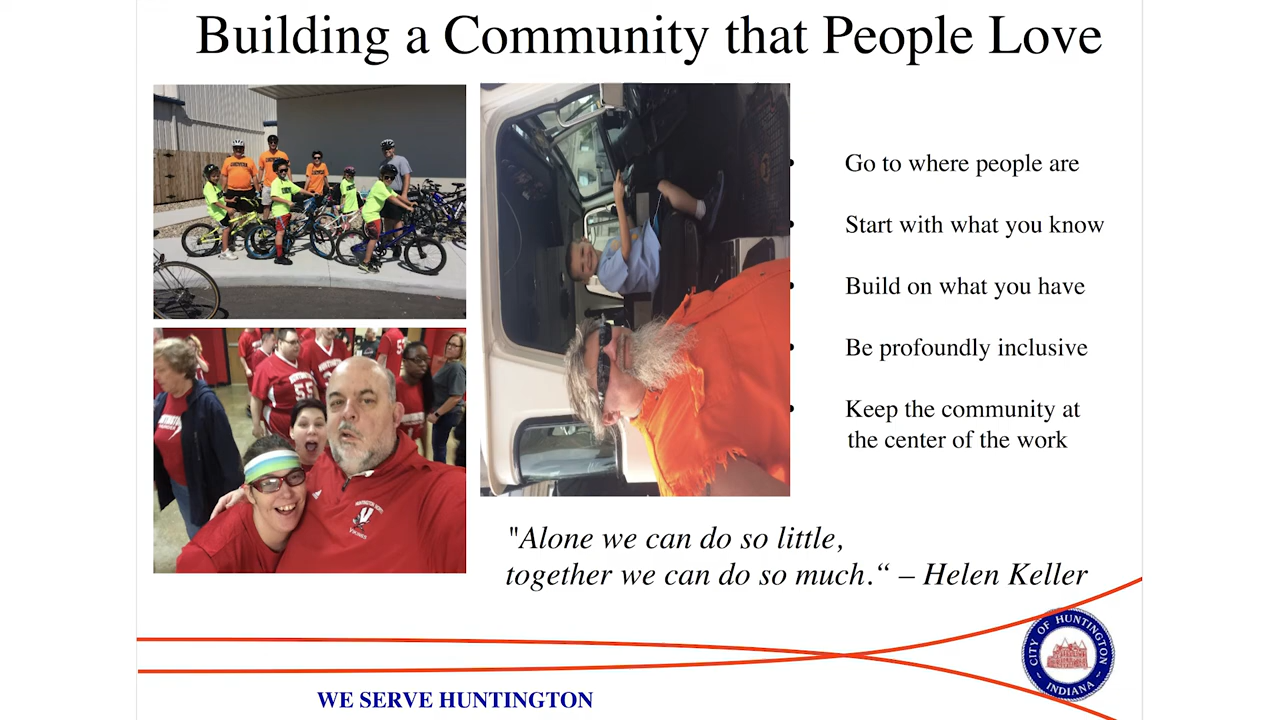 Building a Community that People Love
Go to where people are
Start with what you know
Build on what you have
Be profoundly inclusive
Keep the community at
the center of the work
55
"Alone we can do so little,
together we can do so much.“ – Helen Keller
CITY OF HUNTINGTON
INDIANA
WE SERVE HUNTINGTON